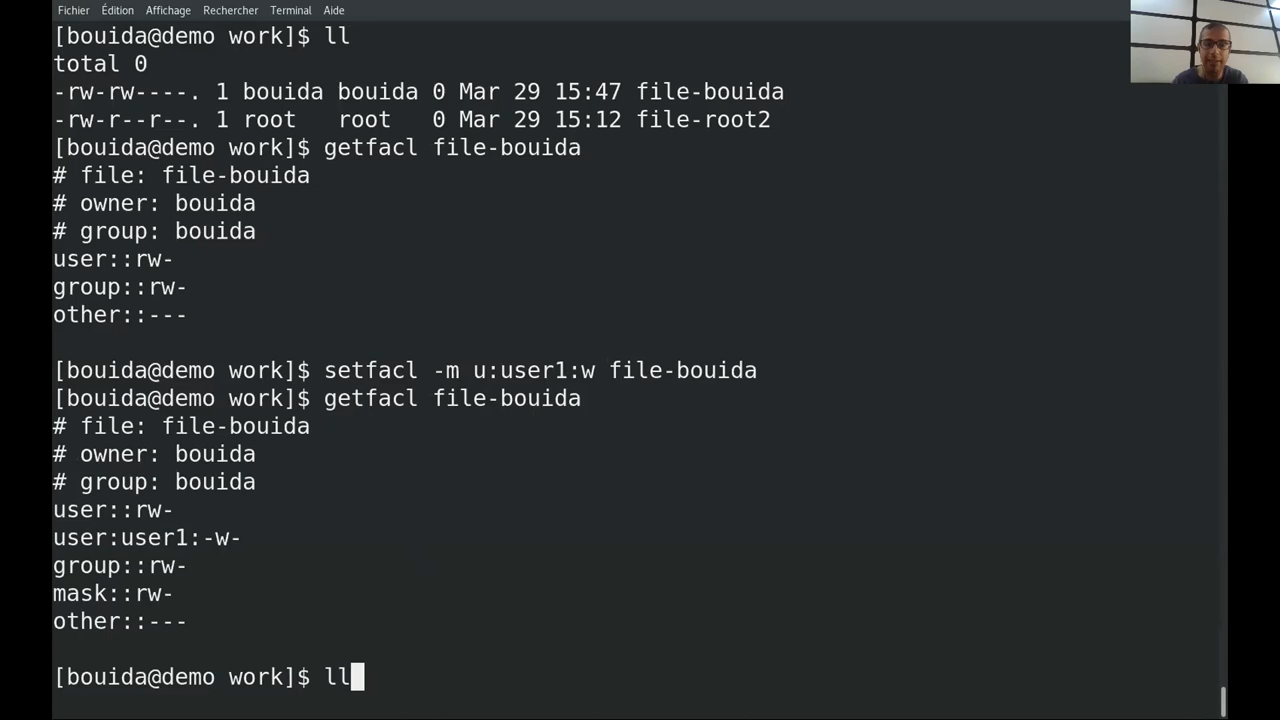 Fichier Édition Affichage Rechercher Terminal Aide
[bouida@demo work]$ ll
total 0
-rw-rw----. 1 bouida bouida 0 Mar 29 15:47 file-bouida
-rw-r--r--. 1 root   root   0 Mar 29 15:12 file-root2
[bouida@demo work]$ getfacl file-bouida
# file: file-bouida
# owner: bouida
# group: bouida
user::rw-
group::rw-
other::---
[bouida@demo work]$ setfacl -m u:user1:w file-bouida
[bouida@demo work]$ getfacl file-bouida
# file: file-bouida
# owner: bouida
# group: bouida
user::rw-
user:user1:-w-
group::rw-
mask::rw-
other::---
[bouida@demo work]$ ll